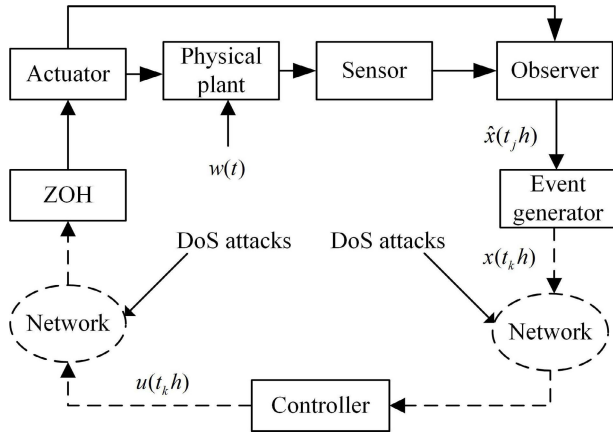 Actuator
Physical
plant
Sensor
Observer
w(t)
x̂(t_j h)
ZOH
Event
generator
DoS attacks
DoS attacks
x(t_k h)
Network
Network
u(t_k h)
Controller